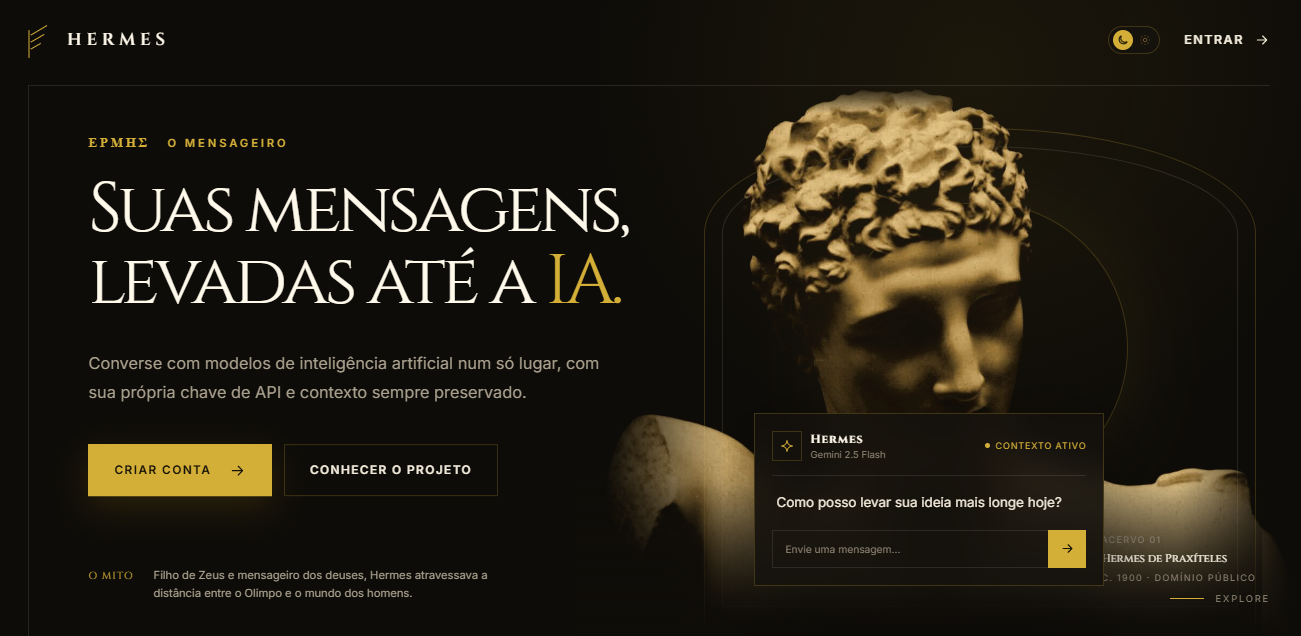 HERMES
ENTRAR
ΕΡΜΗΣ O MENSAGEIRO
SUAS MENSAGENS,
LEVADAS ATÉ A IA.
Converse com modelos de inteligência artificial num só lugar, com
sua própria chave de API e contexto sempre preservado.
CRIAR CONTA
CONHECER O PROJETO
O MITO
Filho de Zeus e mensageiro dos deuses, Hermes atravessava a
distância entre o Olimpo e o mundo dos homens.
HERMES
Gemini 2.5 Flash
CONTEXTO ATIVO
Como posso levar sua ideia mais longe hoje?
Envie uma mensagem...
ACERVO 01
HERMES DE PRAXÍTELES
C. 1900 · DOMÍNIO PÚBLICO
EXPLORE